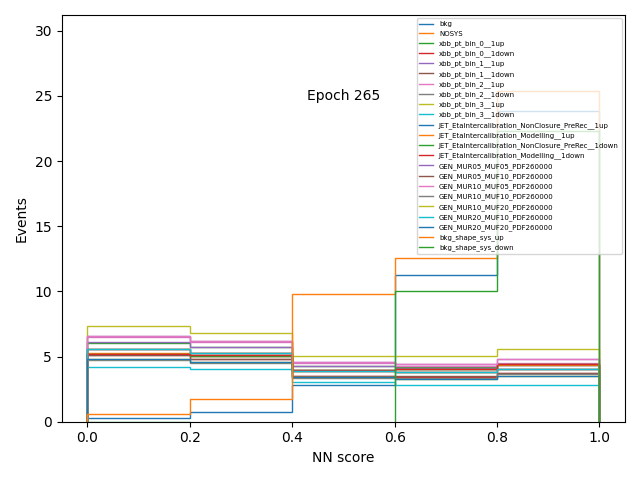 bkg
NOSYS
xbb_pt_bin_0__1up
xbb_pt_bin_0__1down
xbb_pt_bin_1__1up
xbb_pt_bin_1__1down
xbb_pt_bin_2__1up
xbb_pt_bin_2__1down
xbb_pt_bin_3__1up
xbb_pt_bin_3__1down
JET_EtaIntercalibration_NonClosure_PreRec__1up
JET_EtaIntercalibration_Modelling__1up
JET_EtaIntercalibration_NonClosure_PreRec__1down
JET_EtaIntercalibration_Modelling__1down
GEN_MUR05_MUF05_PDF260000
GEN_MUR05_MUF10_PDF260000
GEN_MUR10_MUF05_PDF260000
GEN_MUR10_MUF10_PDF260000
GEN_MUR10_MUF20_PDF260000
GEN_MUR20_MUF10_PDF260000
GEN_MUR20_MUF20_PDF260000
bkg_shape_sys_up
bkg_shape_sys_down
Epoch 265
30
25
20
15
10
5
0
Events
0.0 0.2 0.4 0.6 0.8 1.0
NN score